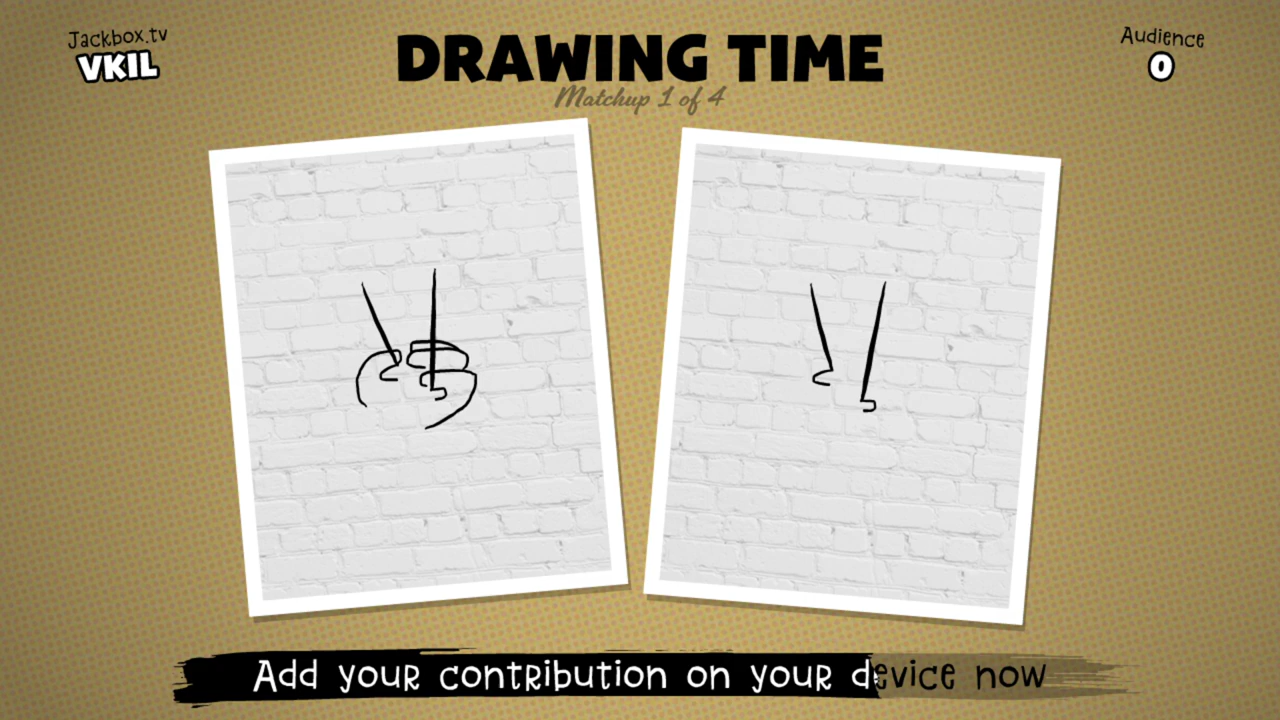 Jackbox.tv
VKIL
DRAWING TIME
Matchup 1 of 4
Audience
0
Add your contribution on your device now